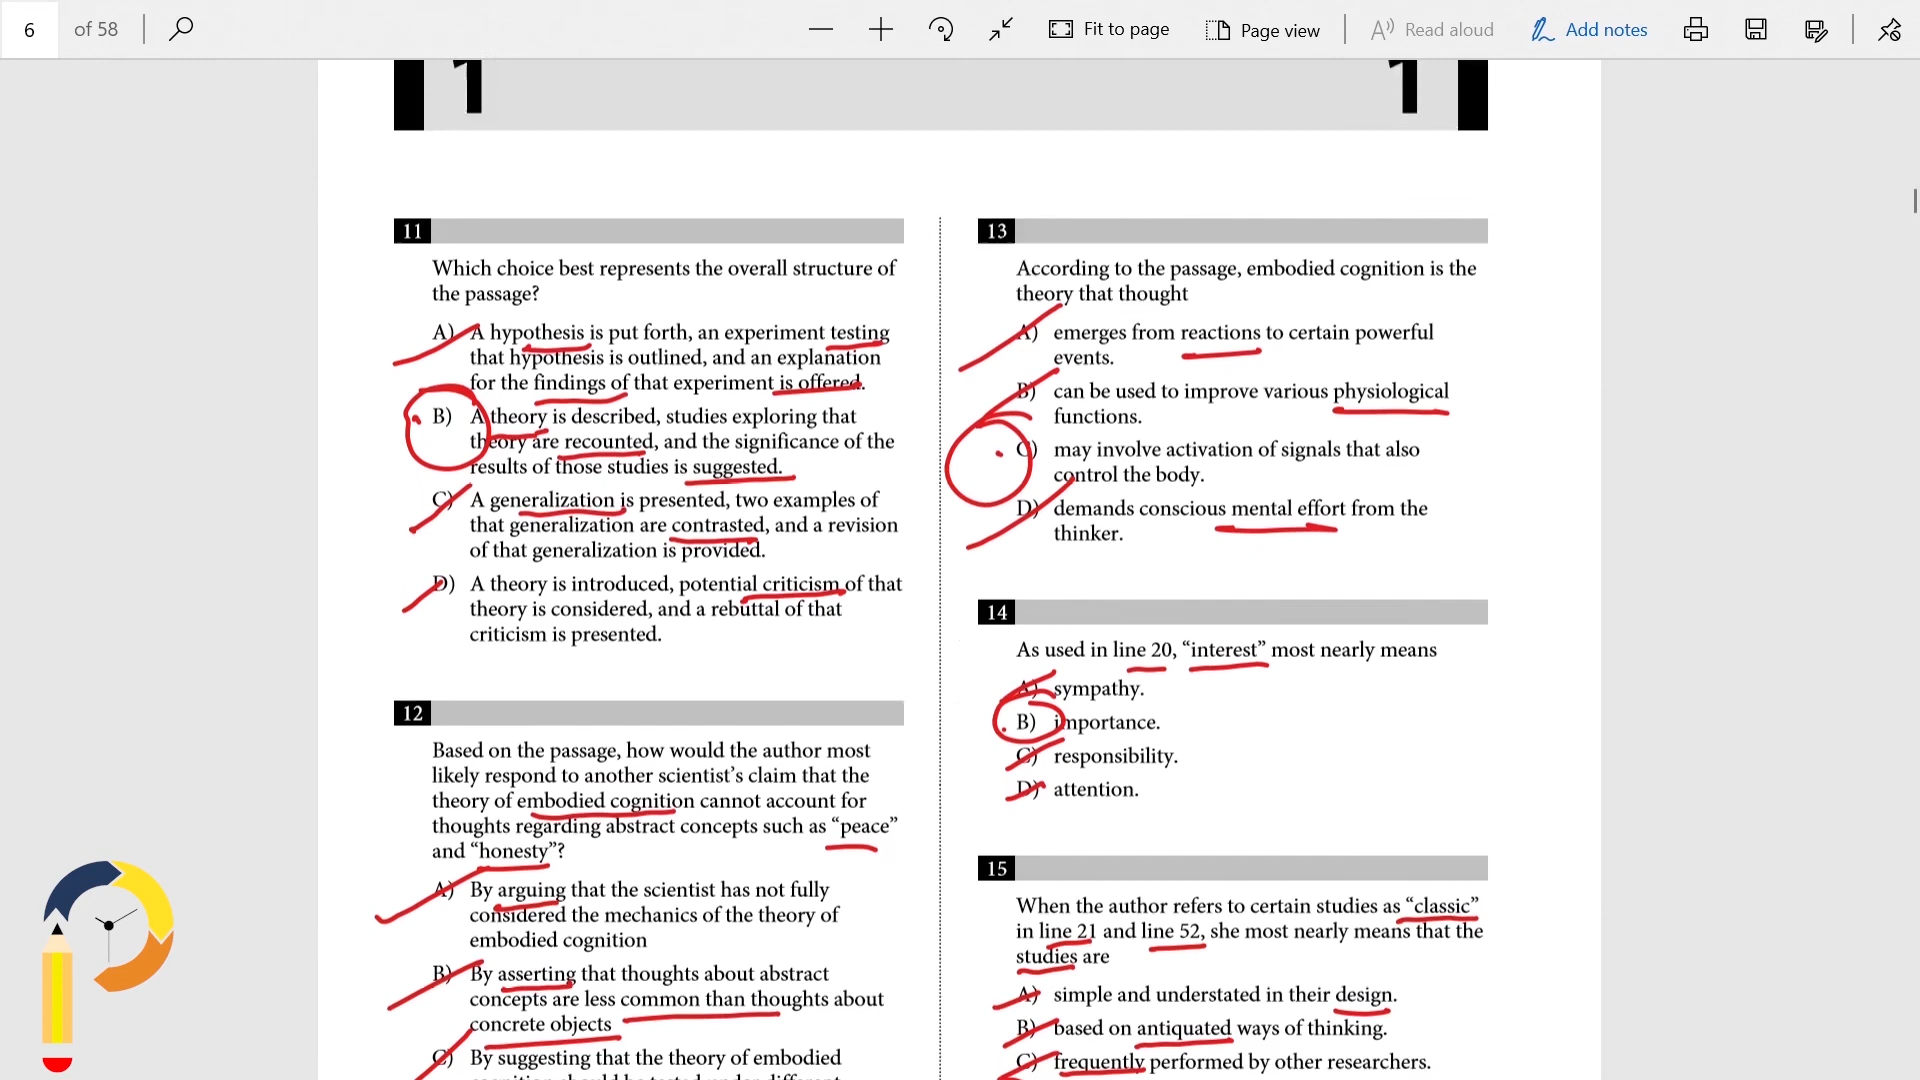 6 of 58
Fit to page
Page view
Read aloud
Add notes
1
1
11
Which choice best represents the overall structure of
the passage?
A) A hypothesis is put forth, an experiment testing
that hypothesis is outlined, and an explanation
for the findings of that experiment is offered.
B) A theory is described, studies exploring that
theory are recounted, and the significance of the
results of those studies is suggested.
C) A generalization is presented, two examples of
that generalization are contrasted, and a revision
of that generalization is provided.
D) A theory is introduced, potential criticism of that
theory is considered, and a rebuttal of that
criticism is presented.
12
Based on the passage, how would the author most
likely respond to another scientist’s claim that the
theory of embodied cognition cannot account for
thoughts regarding abstract concepts such as “peace”
and “honesty”?
A) By arguing that the scientist has not fully
considered the mechanics of the theory of
embodied cognition
B) By asserting that thoughts about abstract
concepts are less common than thoughts about
concrete objects
C) By suggesting that the theory of embodied
13
According to the passage, embodied cognition is the
theory that thought
A) emerges from reactions to certain powerful
events.
B) can be used to improve various physiological
functions.
C) may involve activation of signals that also
control the body.
D) demands conscious mental effort from the
thinker.
14
As used in line 20, “interest” most nearly means
A) sympathy.
B) importance.
C) responsibility.
D) attention.
15
When the author refers to certain studies as “classic”
in line 21 and line 52, she most nearly means that the
studies are
A) simple and understated in their design.
B) based on antiquated ways of thinking.
C) frequently performed by other researchers.